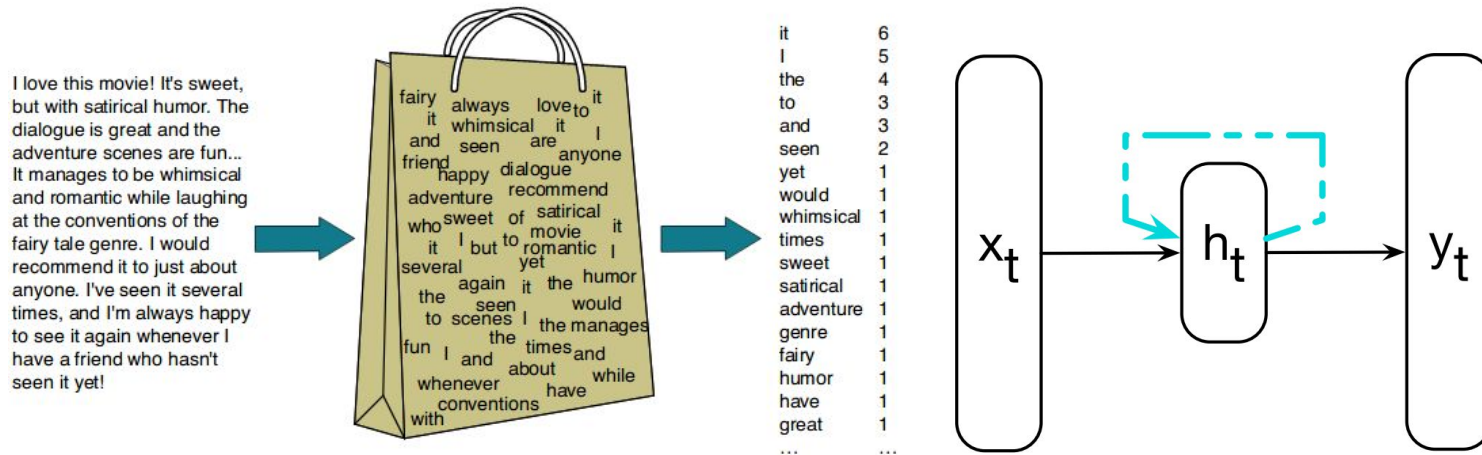 I love this movie! It's sweet,
but with satirical humor. The
dialogue is great and the
adventure scenes are fun...
It manages to be whimsical
and romantic while laughing
at the conventions of the
fairy tale genre. I would
recommend it to just about
anyone. I've seen it several
times, and I'm always happy
to see it again whenever I
have a friend who hasn't
seen it yet!
fairy always love to it
it whimsical it I
and seen are
friend anyone
happy dialogue
adventure recommend
who sweet of satirical
it I but to movie it
romantic I
several yet
again it the humor
the seen would
to scenes I the manages
the times and
fun I and
about while
whenever have
conventions
with
it 6
I 5
the 4
to 3
and 3
seen 2
yet 1
would 1
whimsical 1
times 1
sweet 1
satirical 1
adventure 1
genre 1
fairy 1
humor 1
have 1
great 1
... ...
xt
ht
yt